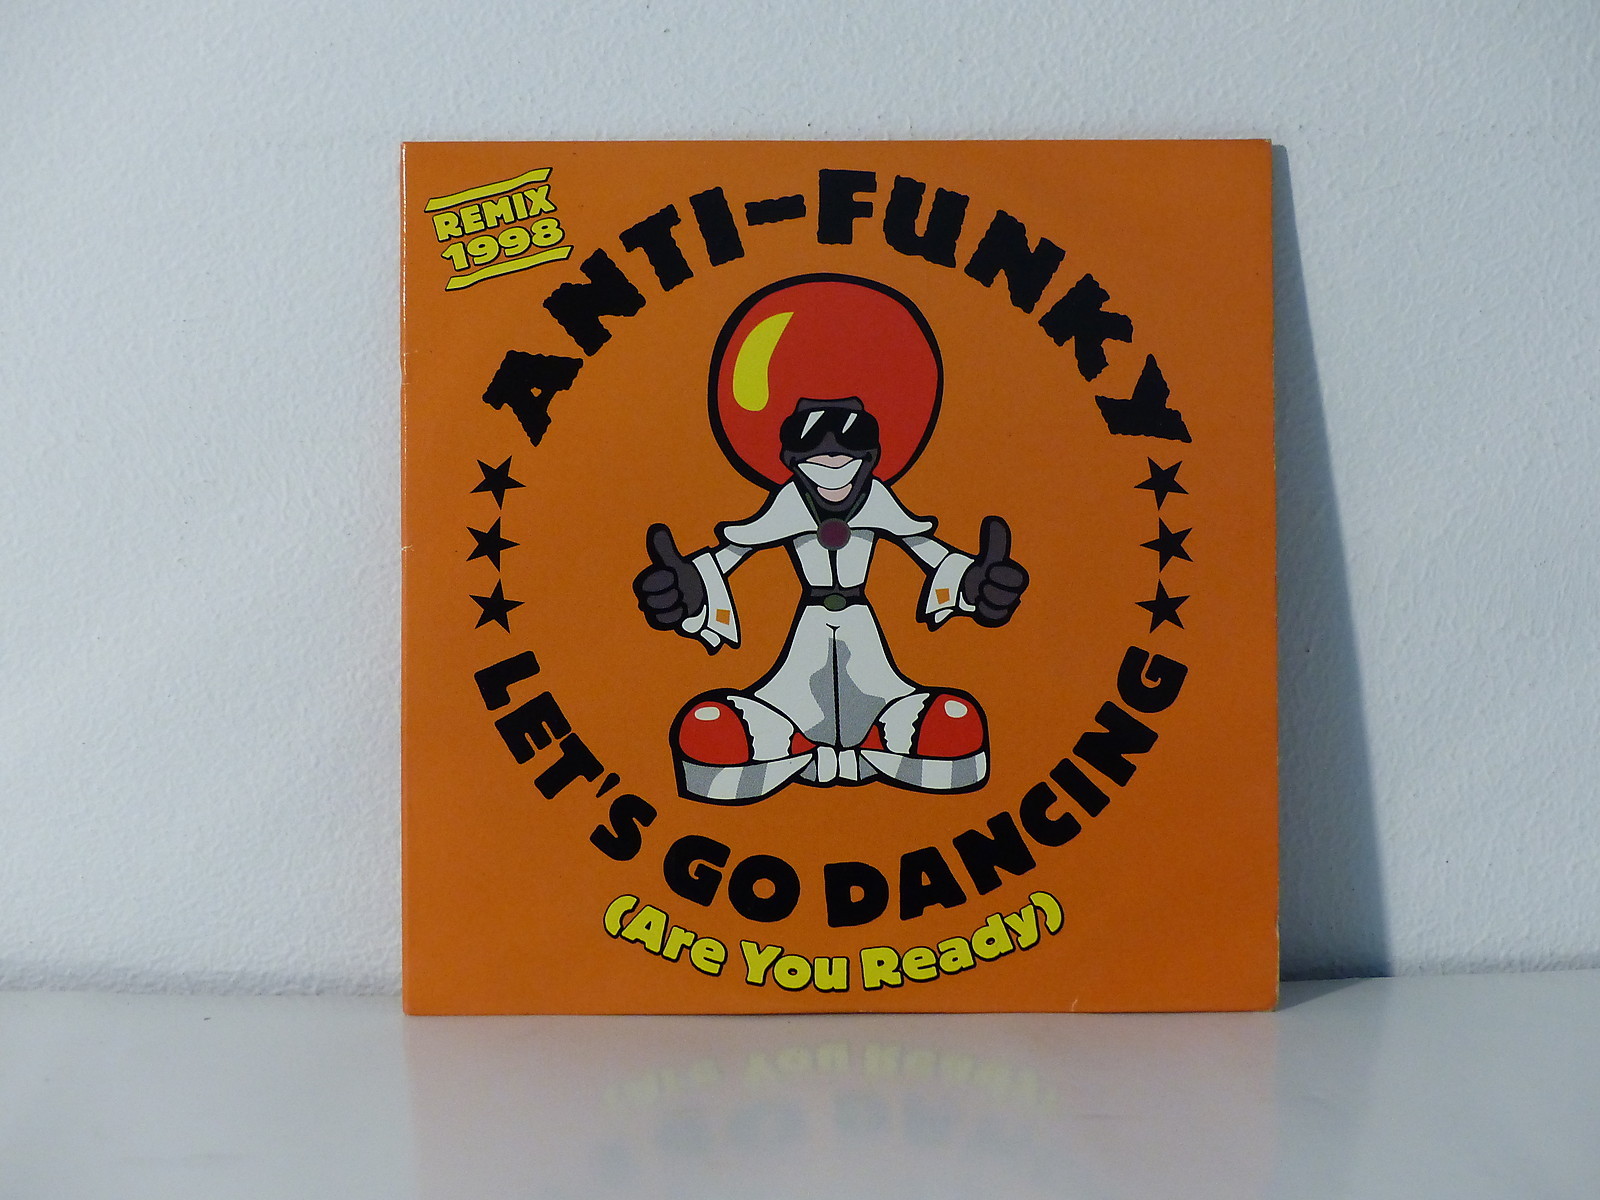 REMIX
1998
ANTI-FUNKY
LET'S GO DANCING
(Are You Ready)